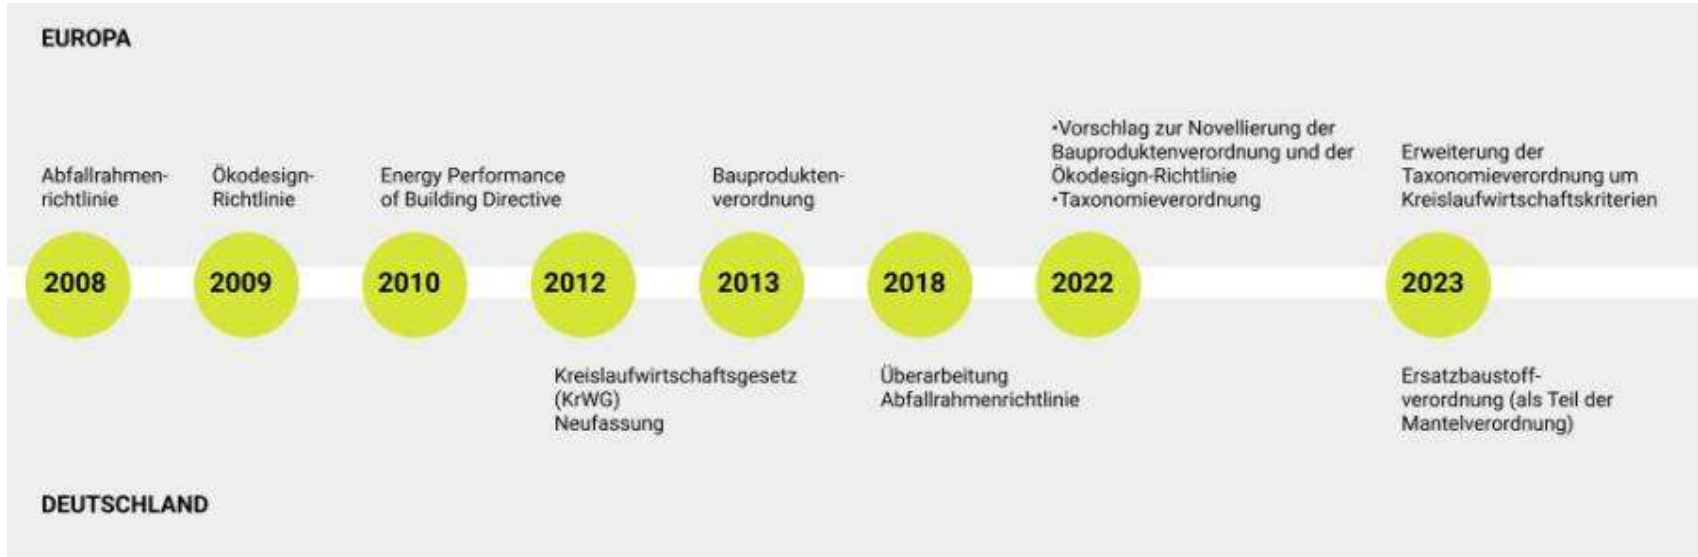 EUROPA
Abfallrahmen-
richtlinie
Ökodesign-
Richtlinie
Energy Performance
of Building Directive
Bauprodukten-
verordnung
•Vorschlag zur Novellierung der
Bauproduktenverordnung und der
Ökodesign-Richtlinie
•Taxonomieverordnung
Erweiterung der
Taxonomieverordnung um
Kreislaufwirtschaftskriterien
2008
2009
2010
2012
2013
2018
2022
2023
Kreislaufwirtschaftsgesetz
(KrWG)
Neufassung
Überarbeitung
Abfallrahmenrichtlinie
Ersatzbaustoff-
verordnung (als Teil der
Mantelverordnung)
DEUTSCHLAND